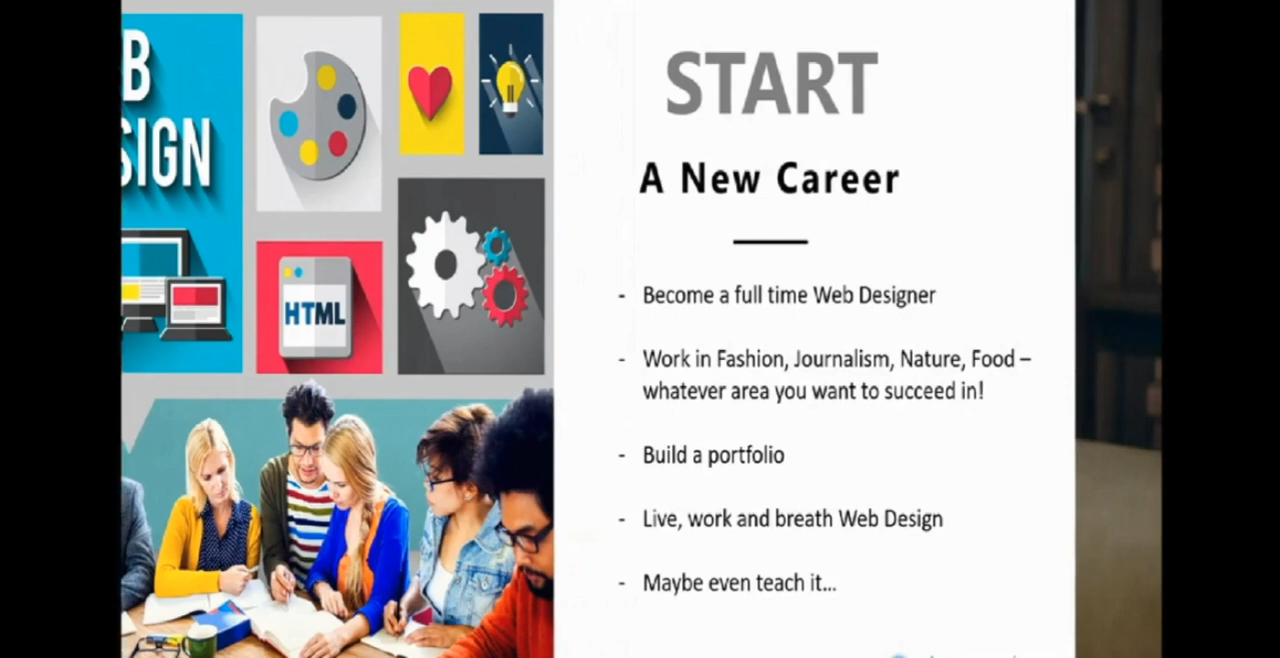 B
SIGN
HTML
START
A New Career
- Become a full time Web Designer
- Work in Fashion, Journalism, Nature, Food –
whatever area you want to succeed in!
- Build a portfolio
- Live, work and breath Web Design
- Maybe even teach it...